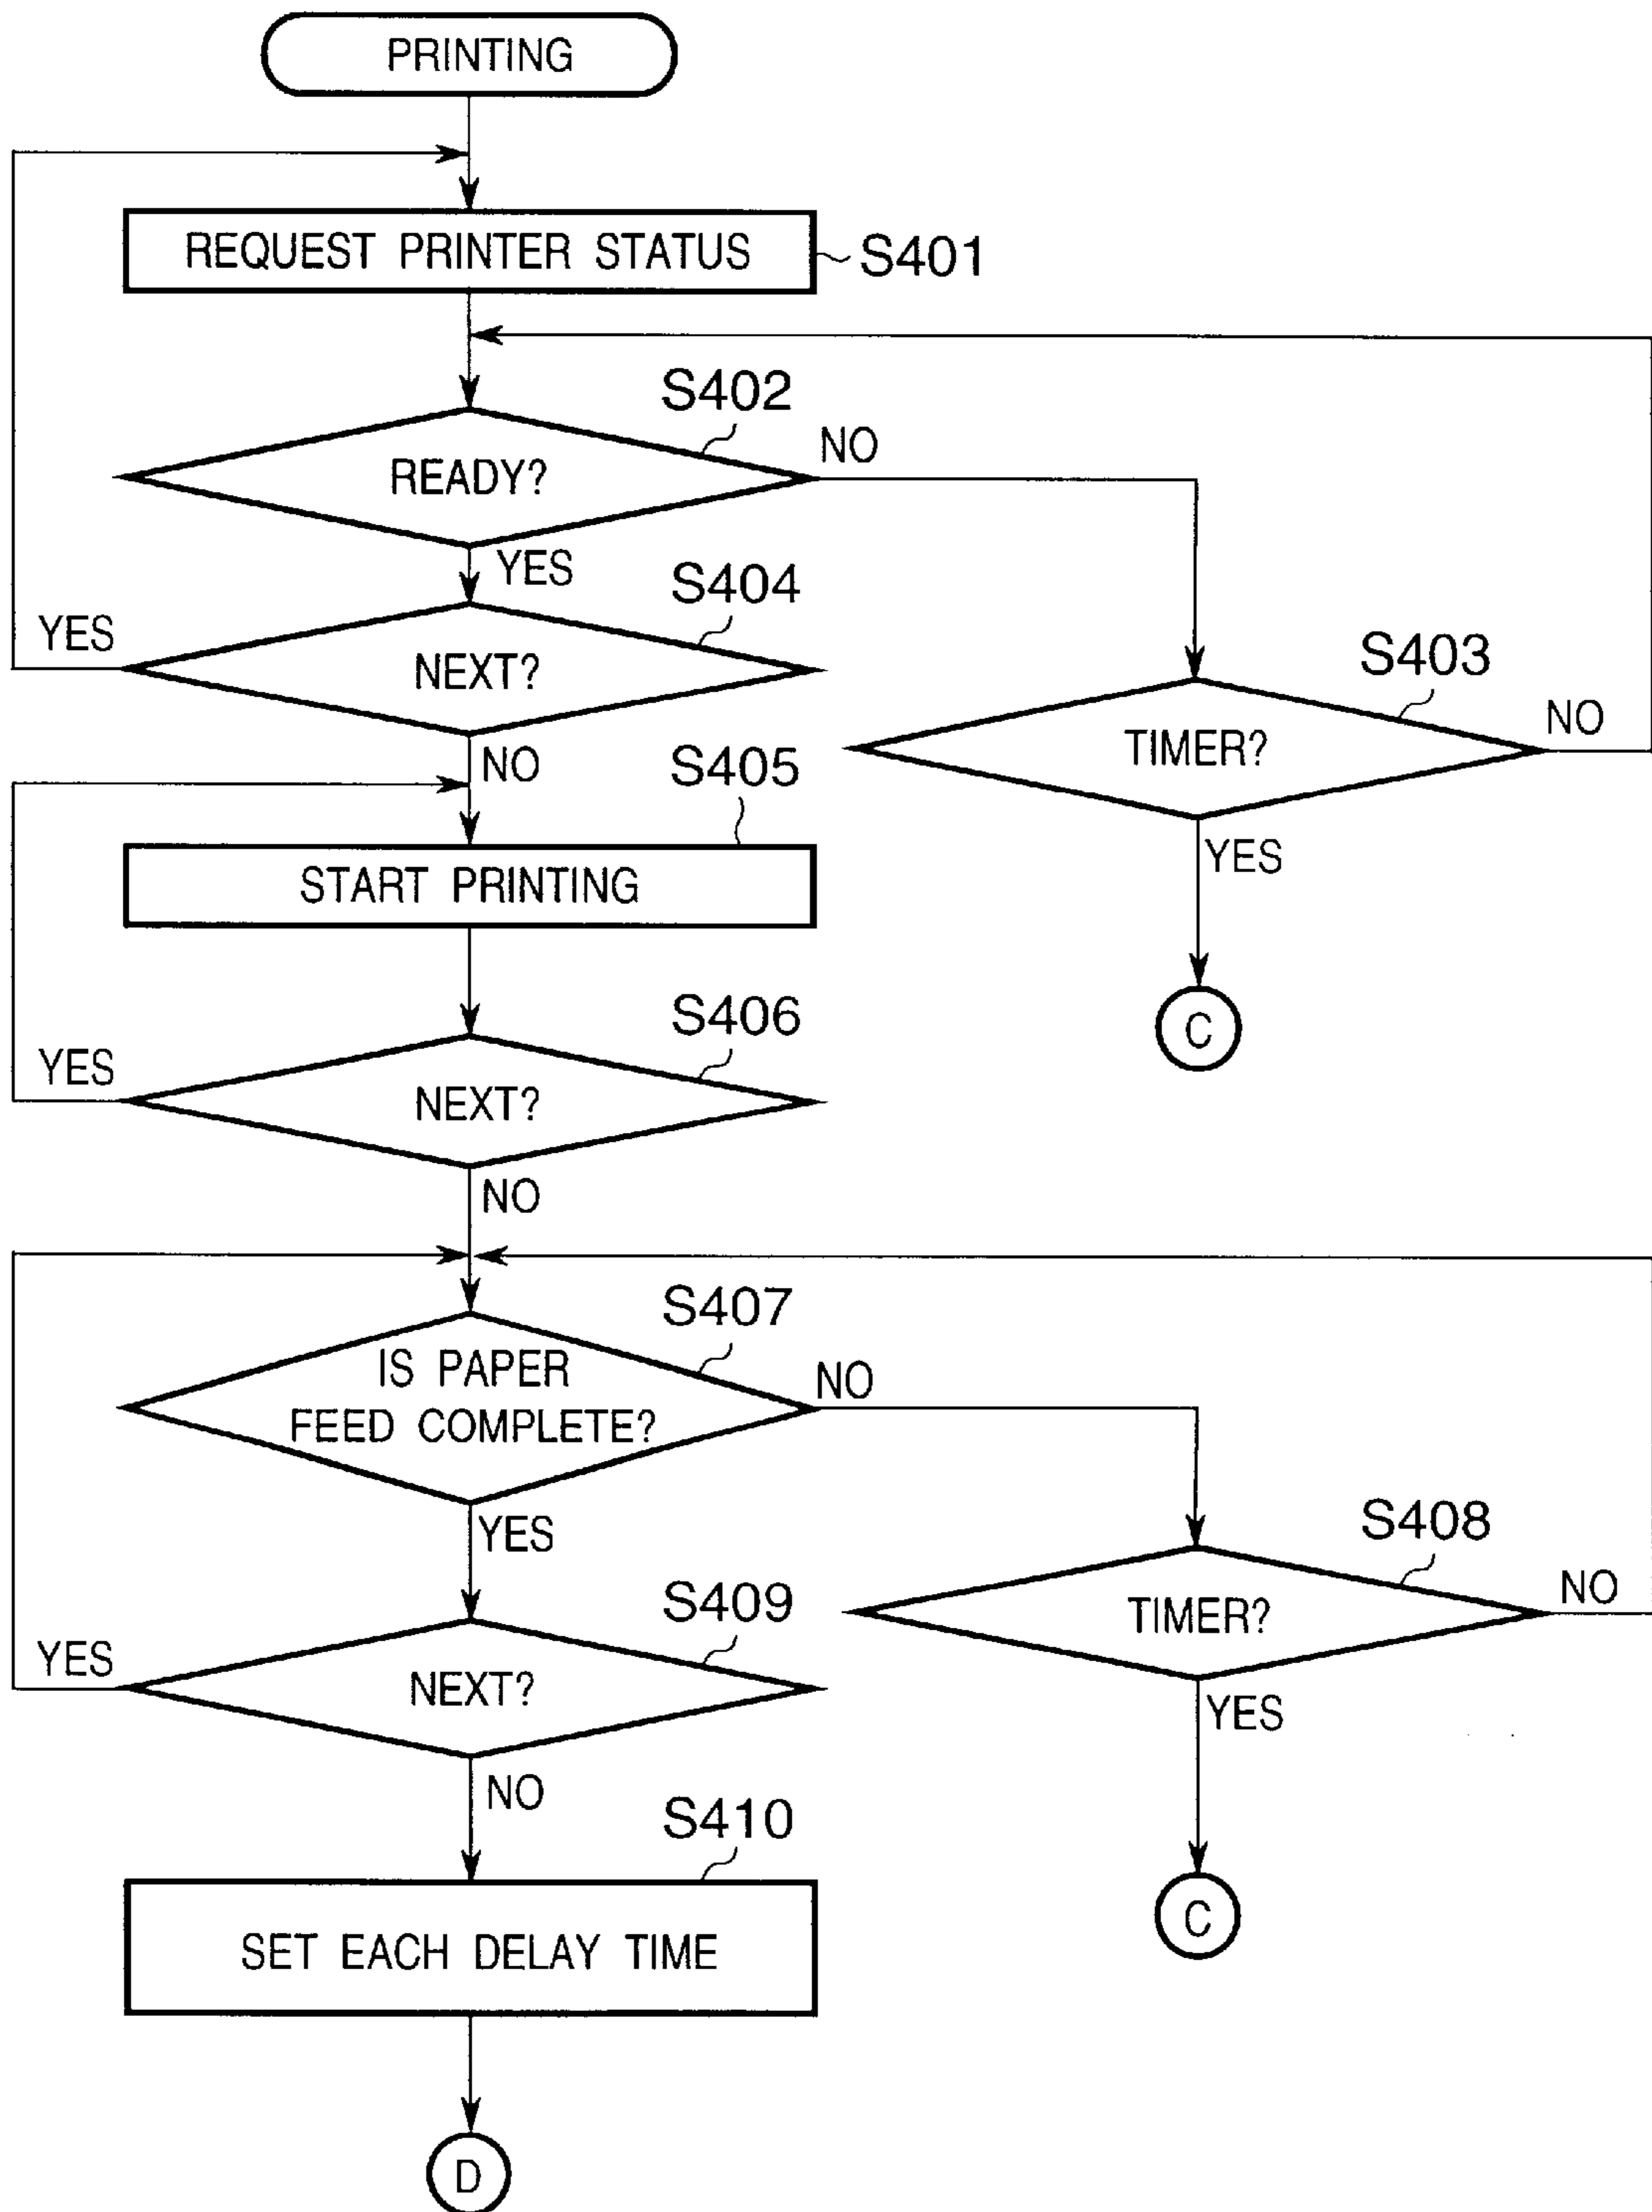 PRINTING
REQUEST PRINTER STATUS
S401
S402
READY?
NO
YES
S404
YES
NEXT?
S403
TIMER?
NO
NO
S405
YES
START PRINTING
C
S406
YES
NEXT?
NO
S407
IS PAPER
FEED COMPLETE?
NO
YES
S408
TIMER?
NO
S409
YES
NEXT?
YES
NO
S410
C
SET EACH DELAY TIME
D